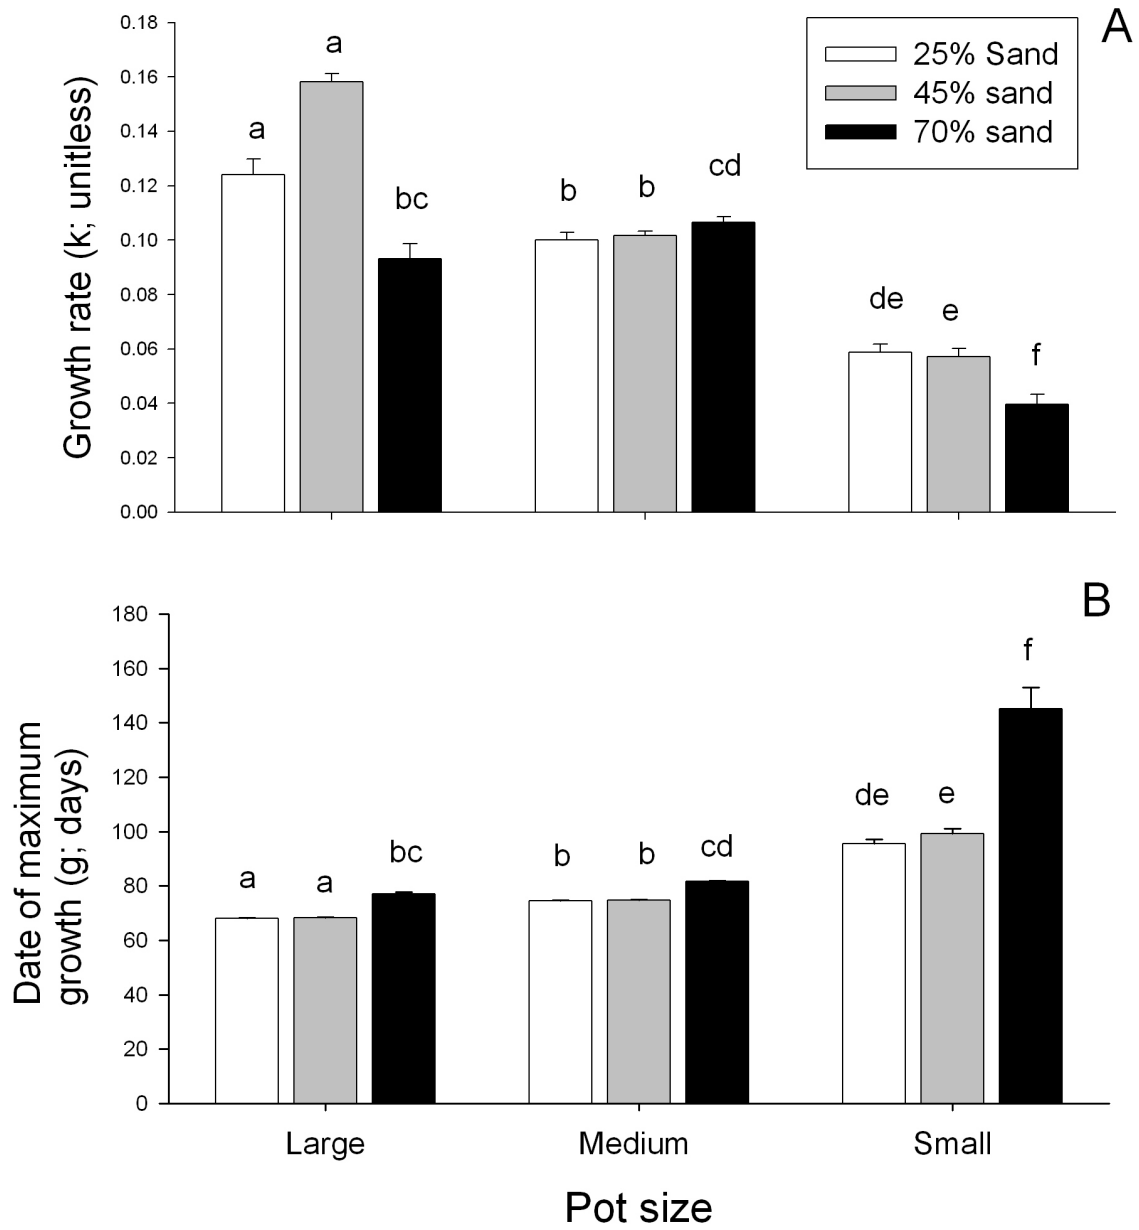 A
25% Sand
45% sand
70% sand
Growth rate (k; unitless)
0.18
0.16
0.14
0.12
0.10
0.08
0.06
0.04
0.02
0.00
a
a
bc
b
b
cd
de
e
f
B
Date of maximum
growth (g; days)
180
160
140
120
100
80
60
40
20
0
a
a
bc
b
b
cd
de
e
f
Large
Medium
Small
Pot size